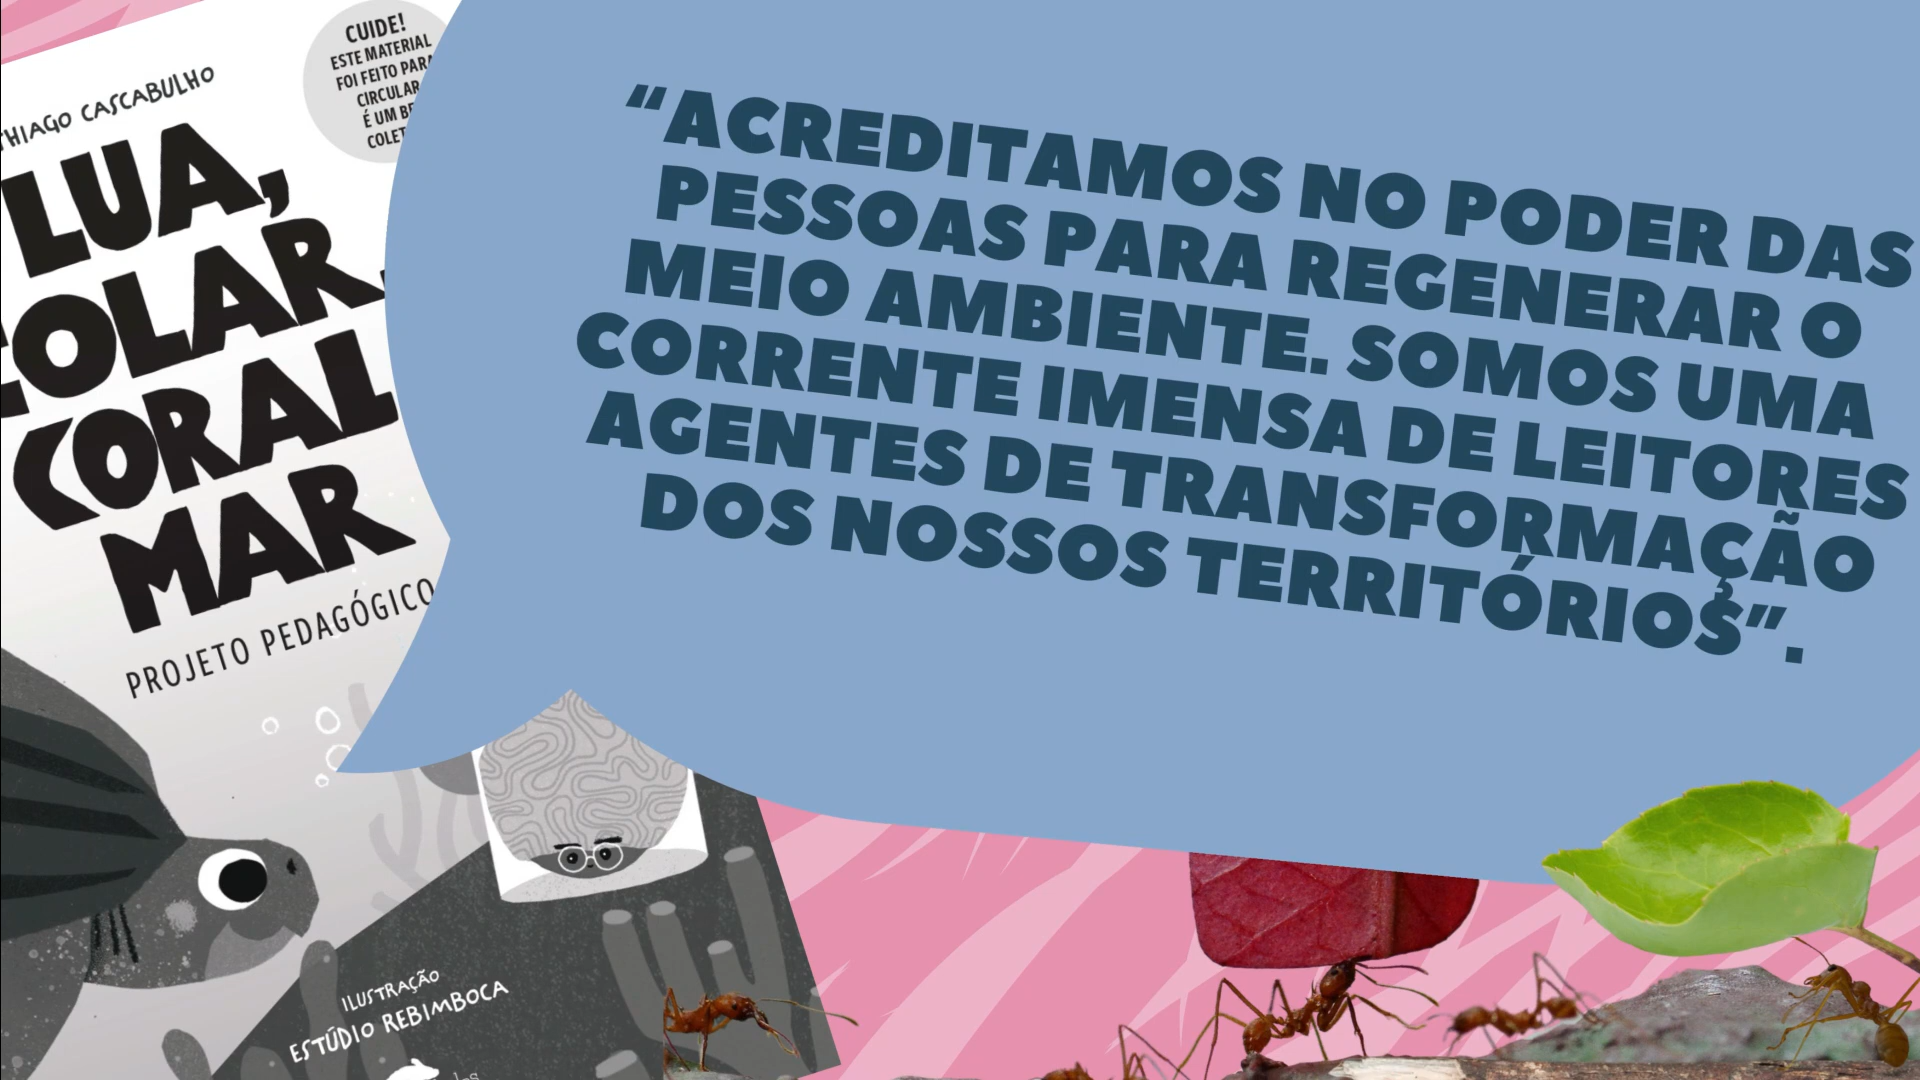 CUIDE!
ESTE MATERIAL
FOI FEITO PARA
CIRCULAR
É UM
THIAGO CASCABULHO
LUA,
COLAR,
CORAL
MAR
PROJETO PEDAGÓGICO
ILUSTRAÇÃO
ESTÚDIO REBIMBOCA
“ACREDITAMOS NO PODER DAS
PESSOAS PARA REGENERAR O
MEIO AMBIENTE. SOMOS UMA
CORRENTE IMENSA DE LEITORES
AGENTES DE TRANSFORMAÇÃO
DOS NOSSOS TERRITÓRIOS”.